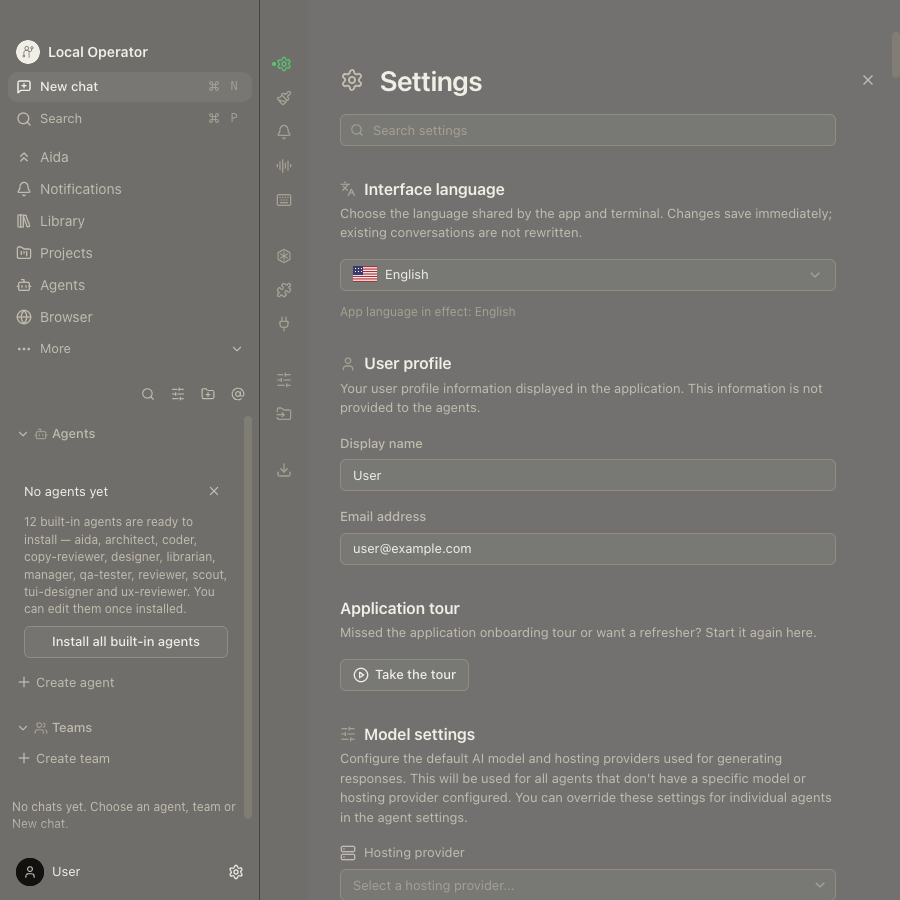 Local Operator
New chat ⌘ N
Search ⌘ P
Aida
Notifications
Library
Projects
Agents
Browser
More
Agents
No agents yet
12 built-in agents are ready to
install — aida, architect, coder,
copy-reviewer, designer, librarian,
manager, qa-tester, reviewer, scout,
tui-designer and ux-reviewer. You
can edit them once installed.
Install all built-in agents
Create agent
Teams
Create team
No chats yet. Choose an agent, team or
New chat.
User
Settings
Search settings
Interface language
Choose the language shared by the app and terminal. Changes save immediately;
existing conversations are not rewritten.
English
App language in effect: English
User profile
Your user profile information displayed in the application. This information is not
provided to the agents.
Display name
User
Email address
user@example.com
Application tour
Missed the application onboarding tour or want a refresher? Start it again here.
Take the tour
Model settings
Configure the default AI model and hosting providers used for generating
responses. This will be used for all agents that don't have a specific model or
hosting provider configured. You can override these settings for individual agents
in the agent settings.
Hosting provider
Select a hosting provider...